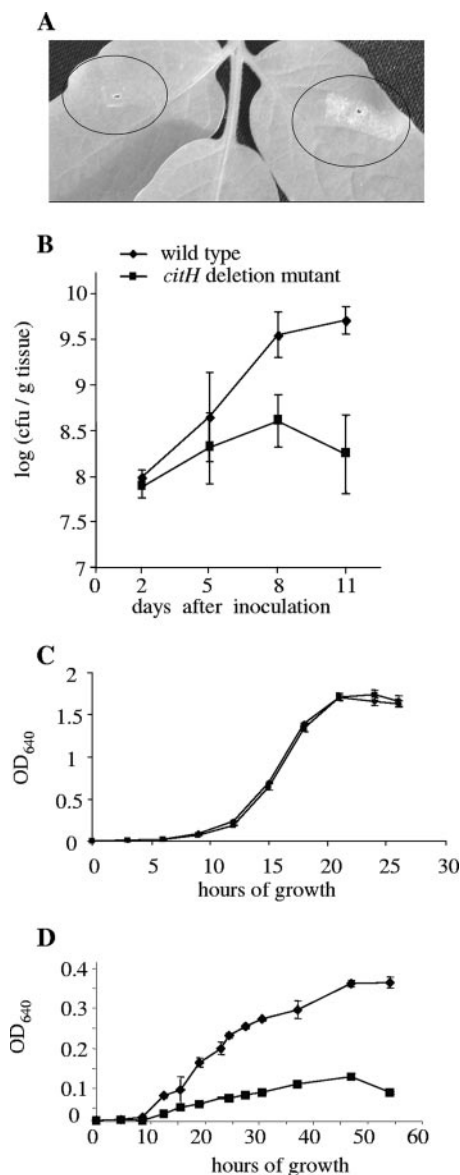 A
B
wild type
citH deletion mutant
log (cfu / g tissue)
10
9.5
9
8.5
8
7.5
7
0 2 5 8 11
days after inoculation
C
OD640
2
1.5
1
0.5
0
0 5 10 15 20 25 30
hours of growth
D
OD640
0.4
0.3
0.2
0.1
0
0 10 20 30 40 50 60
hours of growth